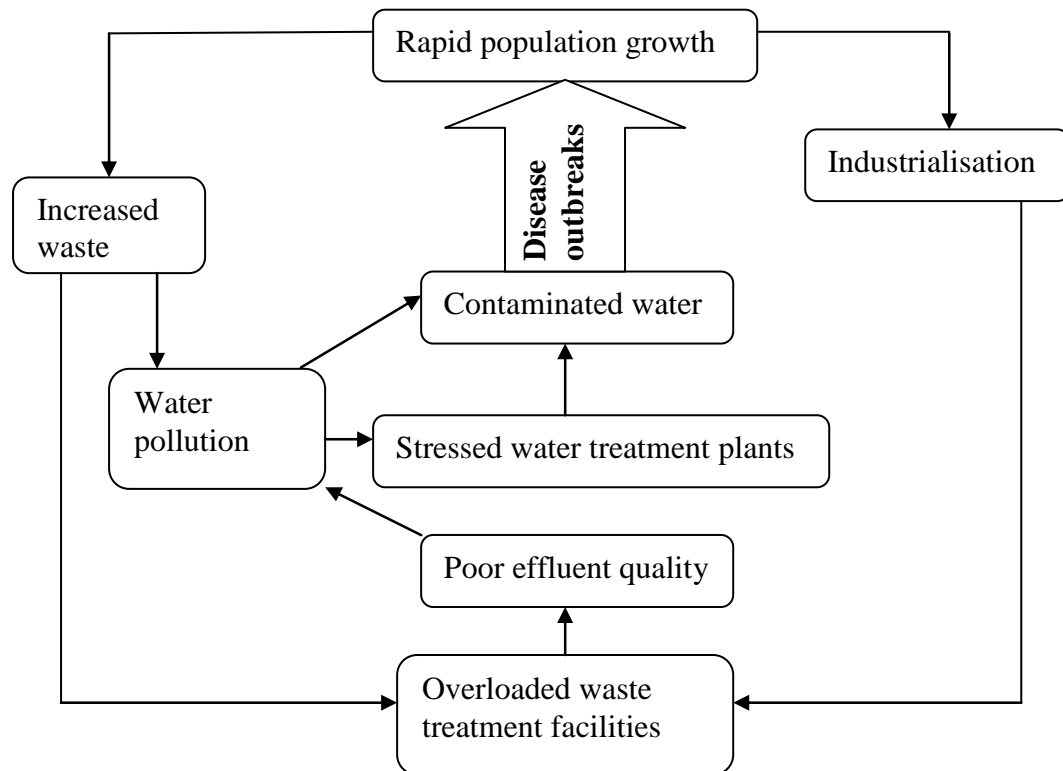 Rapid population growth
Disease
outbreaks
Industrialisation
Increased
waste
Contaminated water
Water
pollution
Stressed water treatment plants
Poor effluent quality
Overloaded waste
treatment facilities